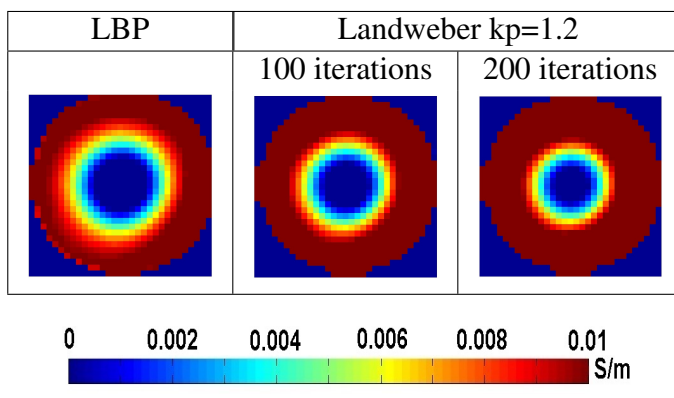 LBP
Landweber kp=1.2
100 iterations
200 iterations
0 0.002 0.004 0.006 0.008 0.01
S/m